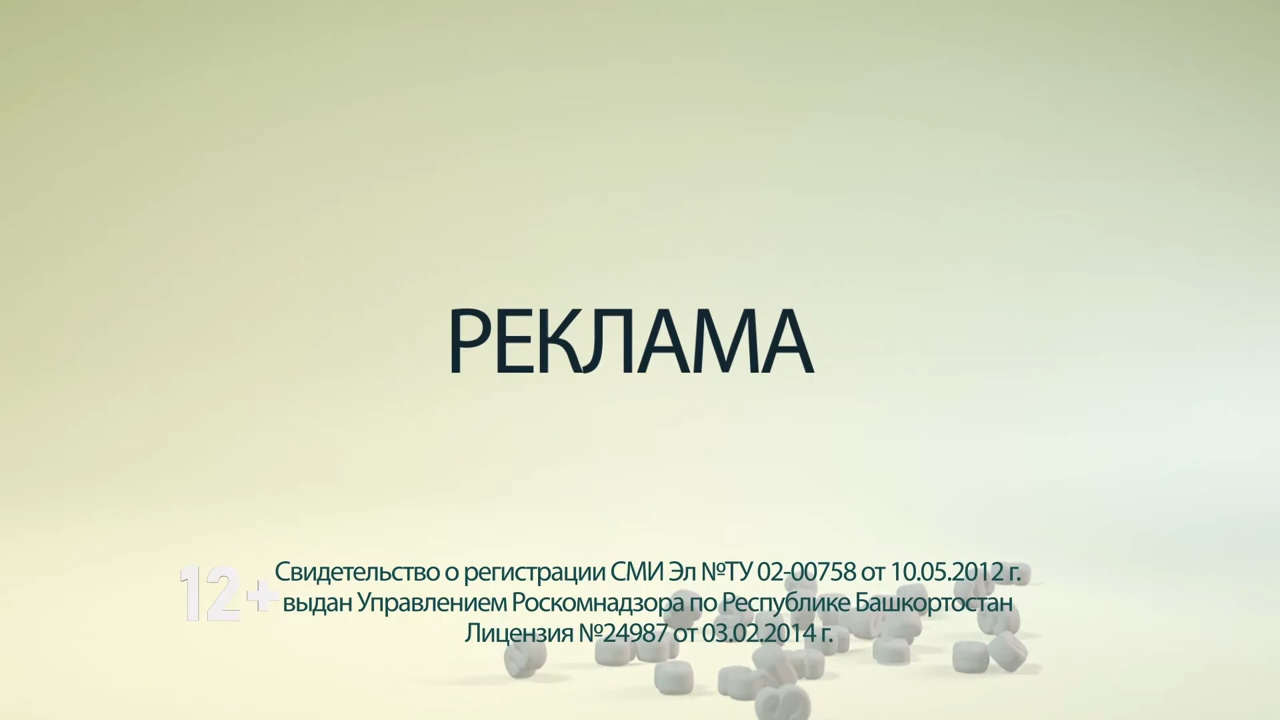 РЕКЛАМА
12+
Свидетельство о регистрации СМИ Эл №ТУ 02-00758 от 10.05.2012 г.
выдан Управлением Роскомнадзора по Республике Башкортостан
Лицензия №24987 от 03.02.2014 г.